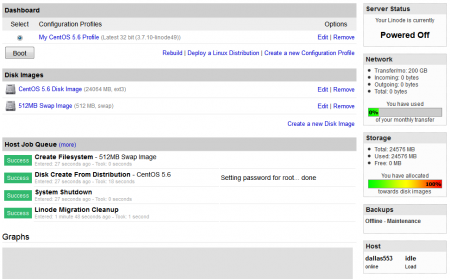 Dashboard
Select Configuration Profiles Options
My CentOS 5.6 Profile (Latest 32 bit (3.7.10-linode49)) Edit | Remove
Boot Rebuild | Deploy a Linux Distribution | Create a new Configuration Profile
Disk Images
CentOS 5.6 Disk Image (24064 MB, ext3) Edit | Remove
512MB Swap Image (512 MB, swap) Edit | Remove
Create a new Disk Image
Host Job Queue (more)
Success Create Filesystem - 512MB Swap Image
Entered: 27 seconds ago - Took: 0 seconds
Success Disk Create From Distribution - CentOS 5.6 Setting password for root... done
Entered: 27 seconds ago - Took: 16 seconds
Success System Shutdown
Entered: 27 seconds ago - Took: 1 seconds
Success Linode Migration Cleanup
Entered: 1 minute 40 seconds ago - Took: 1 second
Graphs
Server Status
Your Linode is currently
Powered Off
Network
Transfer/mo: 200 GB
Incoming: 0 bytes
Outgoing: 0 bytes
Total: 0 bytes
You have used
0%
of your monthly transfer
Storage
Total: 24576 MB
Used: 24576 MB
Free: 0 MB
You have allocated
100%
towards disk images
Backups
Offline - Maintenance
Host
dallas553 idle
online Load